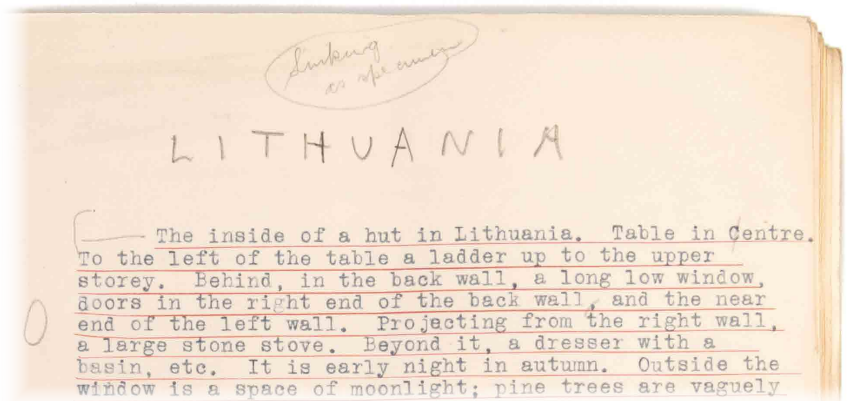 as specimen
LITHUANIA
The inside of a hut in Lithuania. Table in Centre.
To the left of the table a ladder up to the upper
storey. Behind, in the back wall, a long low window,
doors in the right end of the back wall, and the near
end of the left wall. Projecting from the right wall,
a large stone stove. Beyond it, a dresser with a
basin, etc. It is early night in autumn. Outside the
window is a space of moonlight; pine trees are vaguely